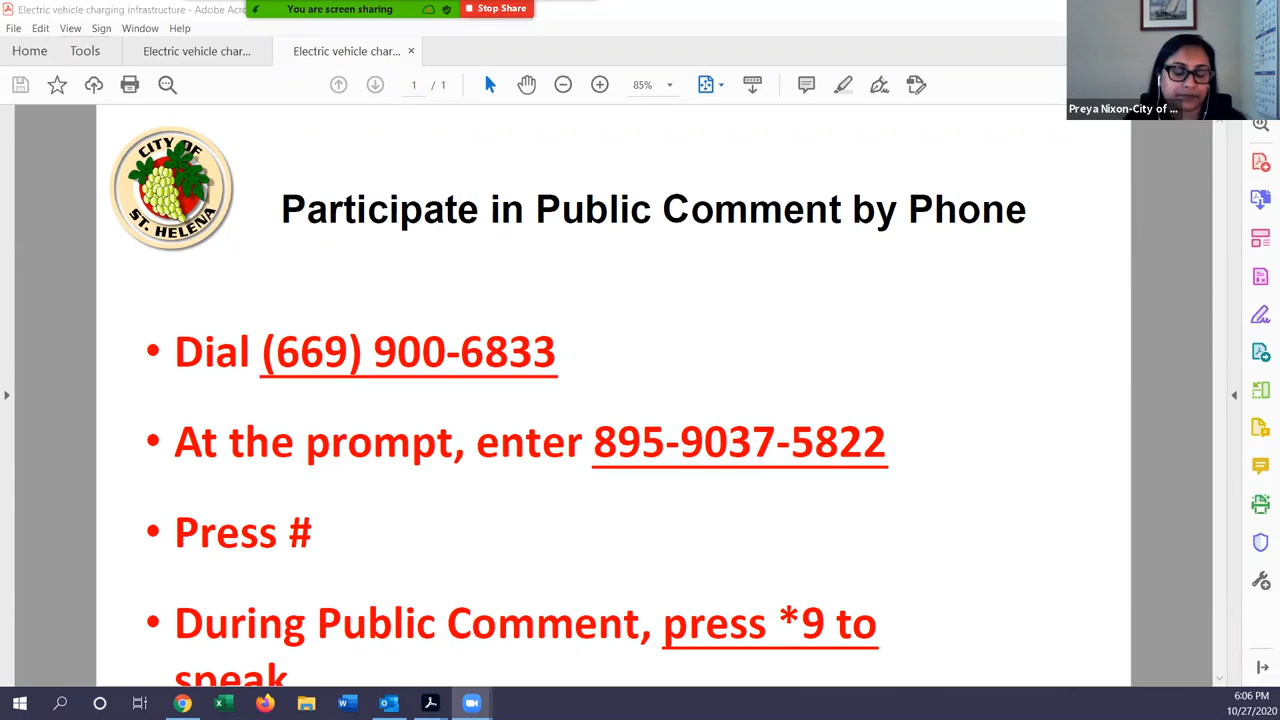 Electric vehicle charging infrastructure - Adobe Acro
You are screen sharing
Stop Share
File Edit View Sign Window Help
Home Tools Electric vehicle char... Electric vehicle char... ×
1 / 1 85%
Preya Nixon-City of ...
CITY OF
ST. HELENA
Participate in Public Comment by Phone
• Dial (669) 900-6833
• At the prompt, enter 895-9037-5822
• Press #
• During Public Comment, press *9 to
speak
6:06 PM
10/27/2020